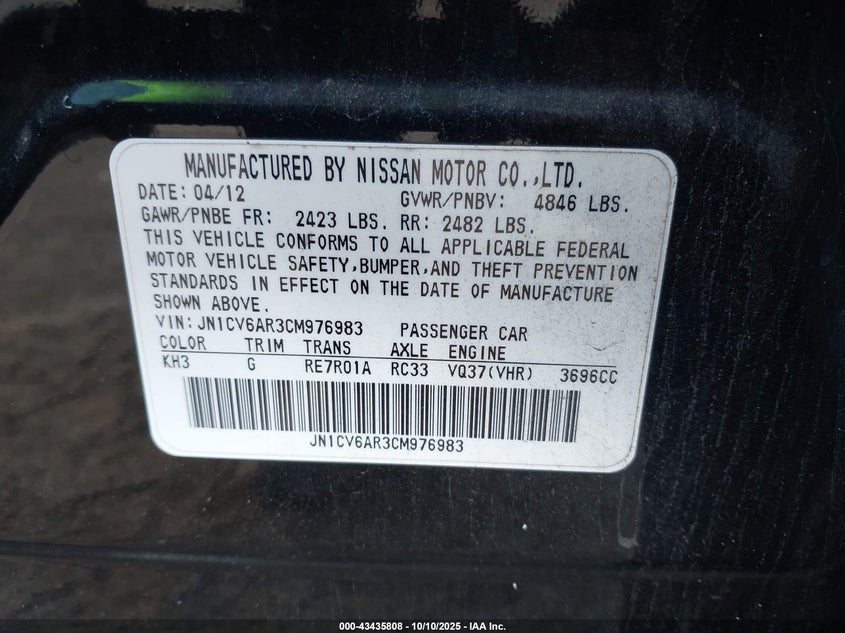 MANUFACTURED BY NISSAN MOTOR CO.,LTD.
DATE: 04/12 GVWR/PNBV: 4846 LBS.
GAWR/PNBE FR: 2423 LBS. RR: 2482 LBS.
THIS VEHICLE CONFORMS TO ALL APPLICABLE FEDERAL
MOTOR VEHICLE SAFETY,BUMPER,AND THEFT PREVENTION
STANDARDS IN EFFECT ON THE DATE OF MANUFACTURE
SHOWN ABOVE.
VIN:JN1CV6AR3CM976983 PASSENGER CAR
COLOR TRIM TRANS AXLE ENGINE
KH3 G RE7R01A RC33 VQ37(VHR) 3696CC
JN1CV6AR3CM976983
000-43435808 - 10/10/2025 - IAA Inc.